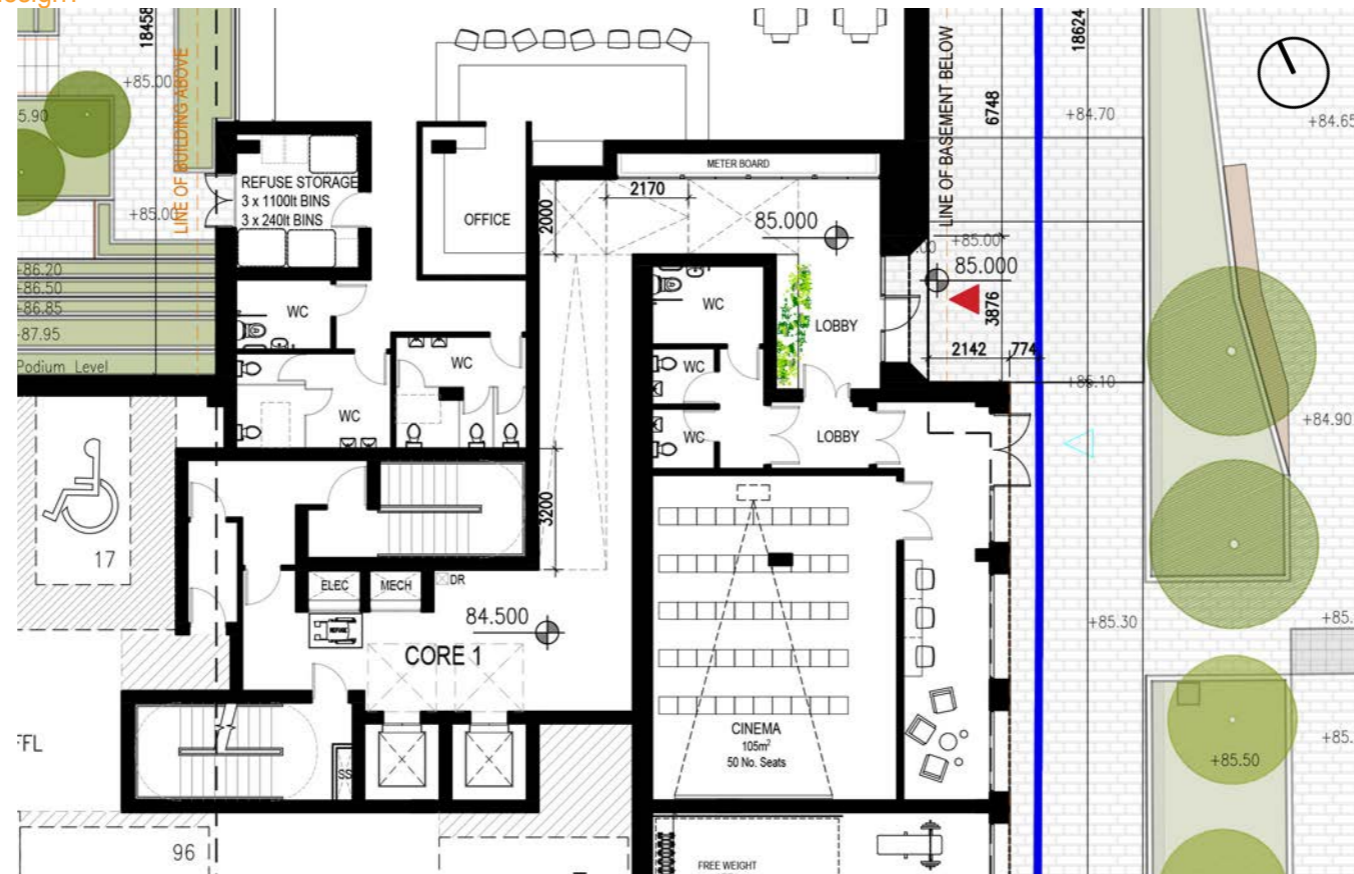 18458
LINE OF BUILDING ABOVE
+85.00
5.90
+85.00
+86.20
+86.50
+86.85
+87.95
Podium Level
REFUSE STORAGE
3 x 1100lt BINS
3 x 240lt BINS
OFFICE
METER BOARD
2170
2000
85.000
LINE OF BASEMENT BELOW
6748
18624
+84.70
+84.65
+85.00
85.000
3876
2142
774
+85.10
+84.90
WC
WC
WC
WC
WC
WC
LOBBY
LOBBY
3200
17
ELEC
MECH
DR
84.500
CORE 1
CINEMA
105m²
50 No. Seats
+85.30
+85.
+85.
+85.50
FFL
SS
96
FREE WEIGHT